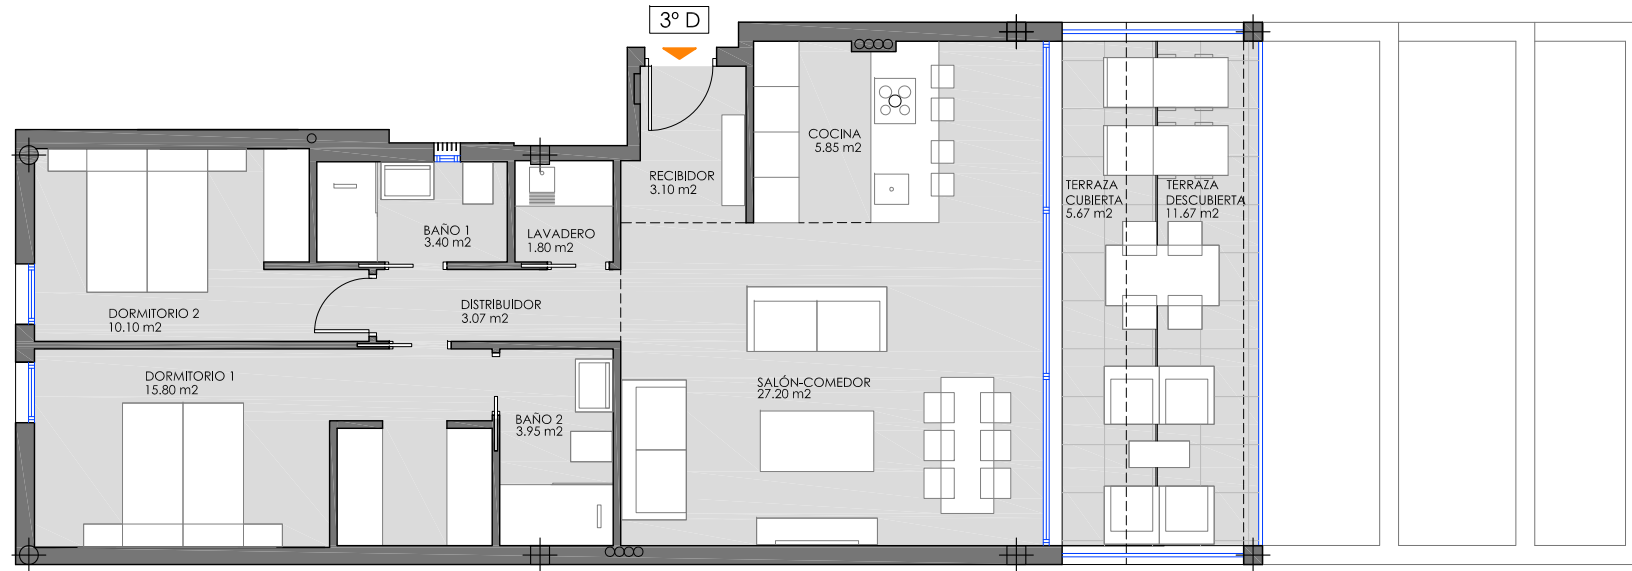 3º D
COCINA
5.85 m2
RECIBIDOR
3.10 m2
TERRAZA
CUBIERTA
5.67 m2
TERRAZA
DESCUBIERTA
11.67 m2
BAÑO 1
3.40 m2
LAVADERO
1.80 m2
DISTRIBUIDOR
3.07 m2
DORMITORIO 2
10.10 m2
DORMITORIO 1
15.80 m2
SALÓN-COMEDOR
27.20 m2
BAÑO 2
3.95 m2